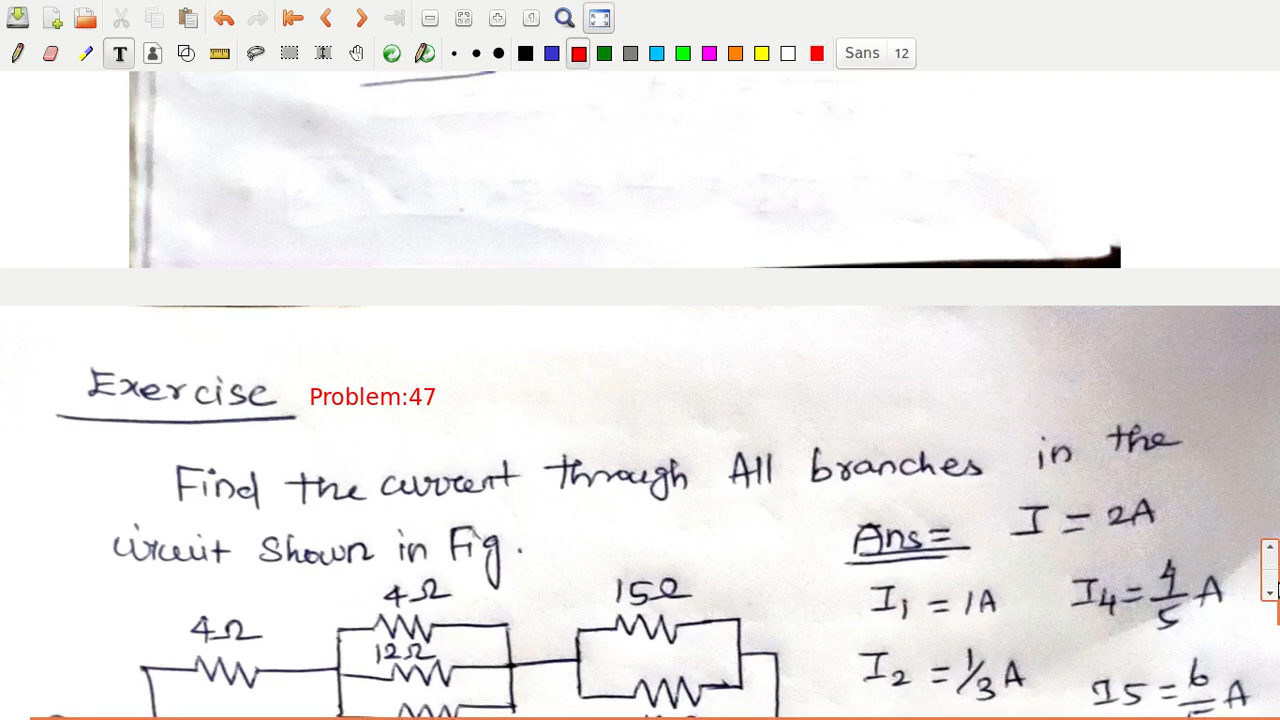 Sans 12
Exercise Problem:47
Find the current through All branches in the
circuit shown in Fig.
Ans= I = 2A
4Ω 15Ω
I1 = 1A I4 = 4/5 A
4Ω
12Ω
I2 = 1/3 A I5 = 6/ A